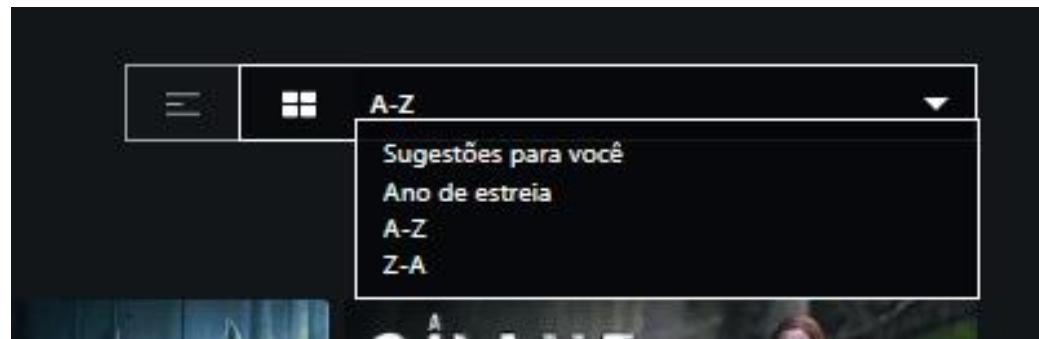 A-Z
Sugestões para você
Ano de estreia
A-Z
Z-A
A